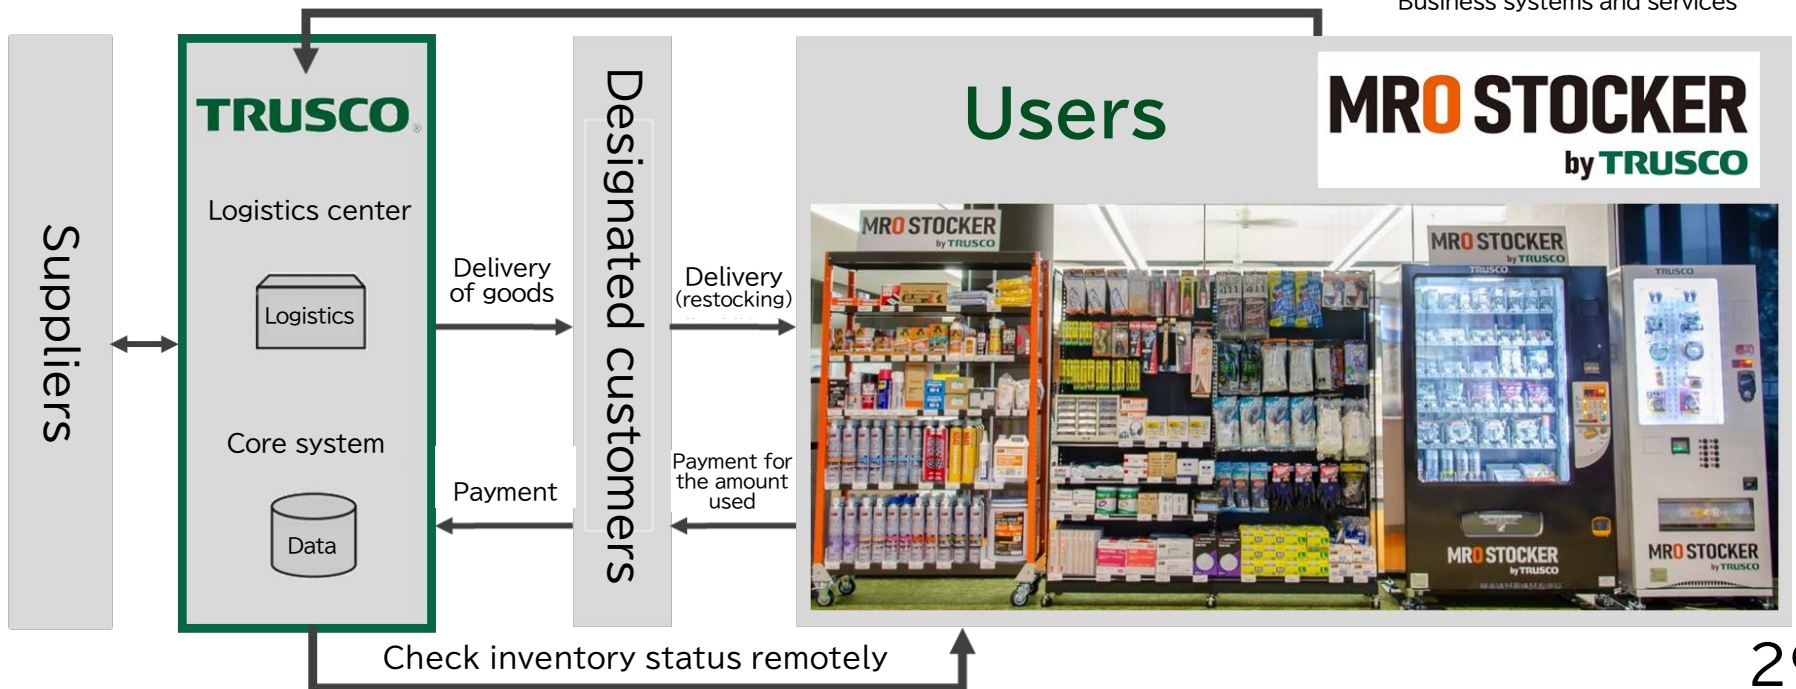 Business systems and services
Suppliers
TRUSCO®
Logistics center
Logistics
Core system
Data
Delivery
of goods
Payment
Designated customers
Delivery
(restocking)
Payment for
the amount
used
Users
MRO STOCKER
by TRUSCO
MRO STOCKER
by TRUSCO
MRO STOCKER
by TRUSCO
TRUSCO
TRUSCO
MRO STOCKER
by TRUSCO
MRO STOCKER
by TRUSCO
Check inventory status remotely